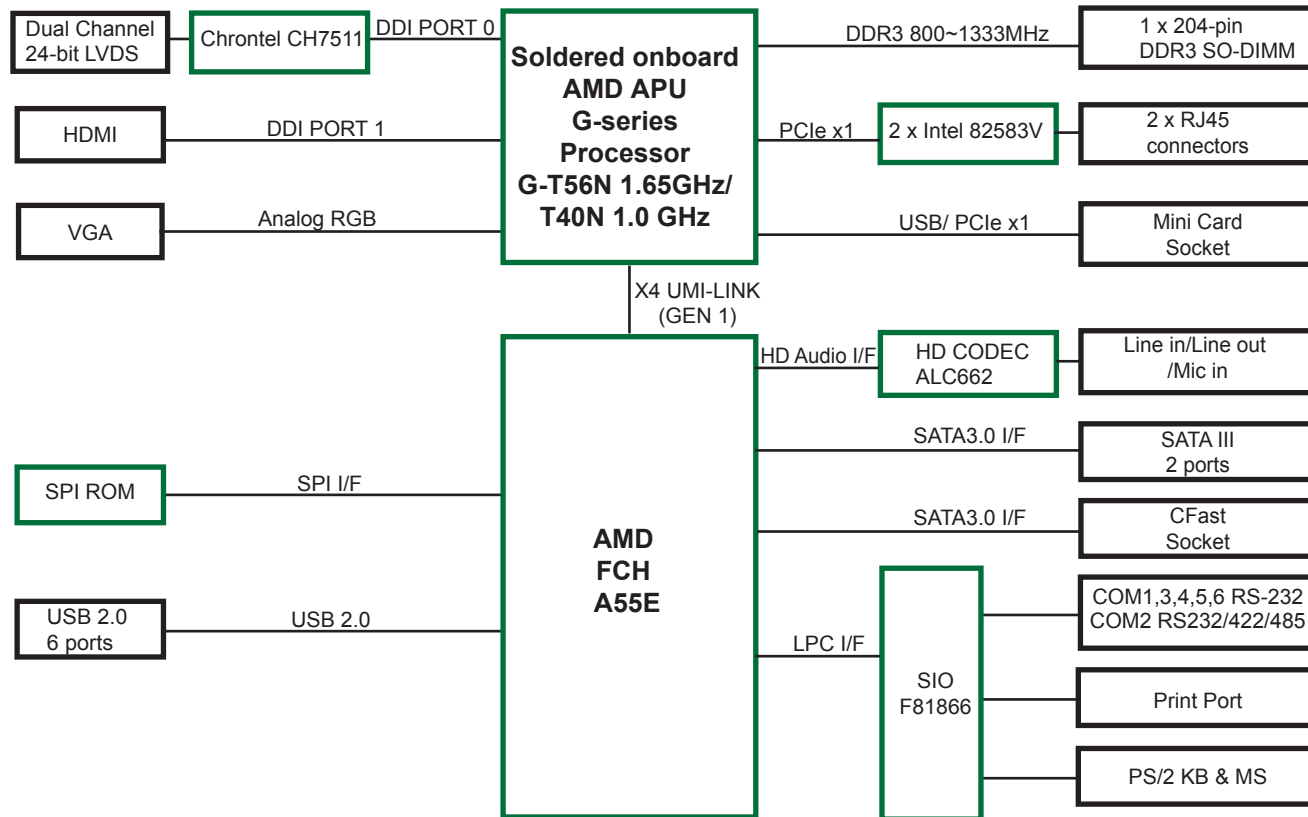 Dual Channel
24-bit LVDS
Chrontel CH7511
DDI PORT 0
HDMI
DDI PORT 1
VGA
Analog RGB
Soldered onboard
AMD APU
G-series
Processor
G-T56N 1.65GHz/
T40N 1.0 GHz
DDR3 800~1333MHz
1 x 204-pin
DDR3 SO-DIMM
PCIe x1
2 x Intel 82583V
2 x RJ45
connectors
USB/ PCIe x1
Mini Card
Socket
X4 UMI-LINK
(GEN 1)
SPI ROM
SPI I/F
USB 2.0
6 ports
USB 2.0
AMD
FCH
A55E
HD Audio I/F
HD CODEC
ALC662
Line in/Line out
/Mic in
SATA3.0 I/F
SATA III
2 ports
SATA3.0 I/F
CFast
Socket
LPC I/F
SIO
F81866
COM1,3,4,5,6 RS-232
COM2 RS232/422/485
Print Port
PS/2 KB & MS